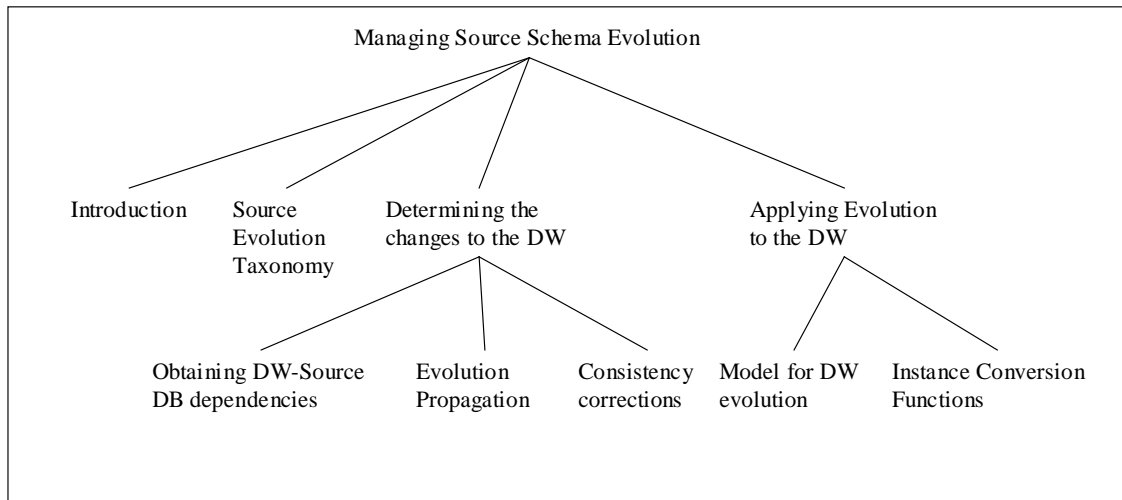 Managing Source Schema Evolution
Introduction
Source
Evolution
Taxonomy
Determining the
changes to the DW
Applying Evolution
to the DW
Obtaining DW-Source
DB dependencies
Evolution
Propagation
Consistency
corrections
Model for DW
evolution
Instance Conversion
Functions